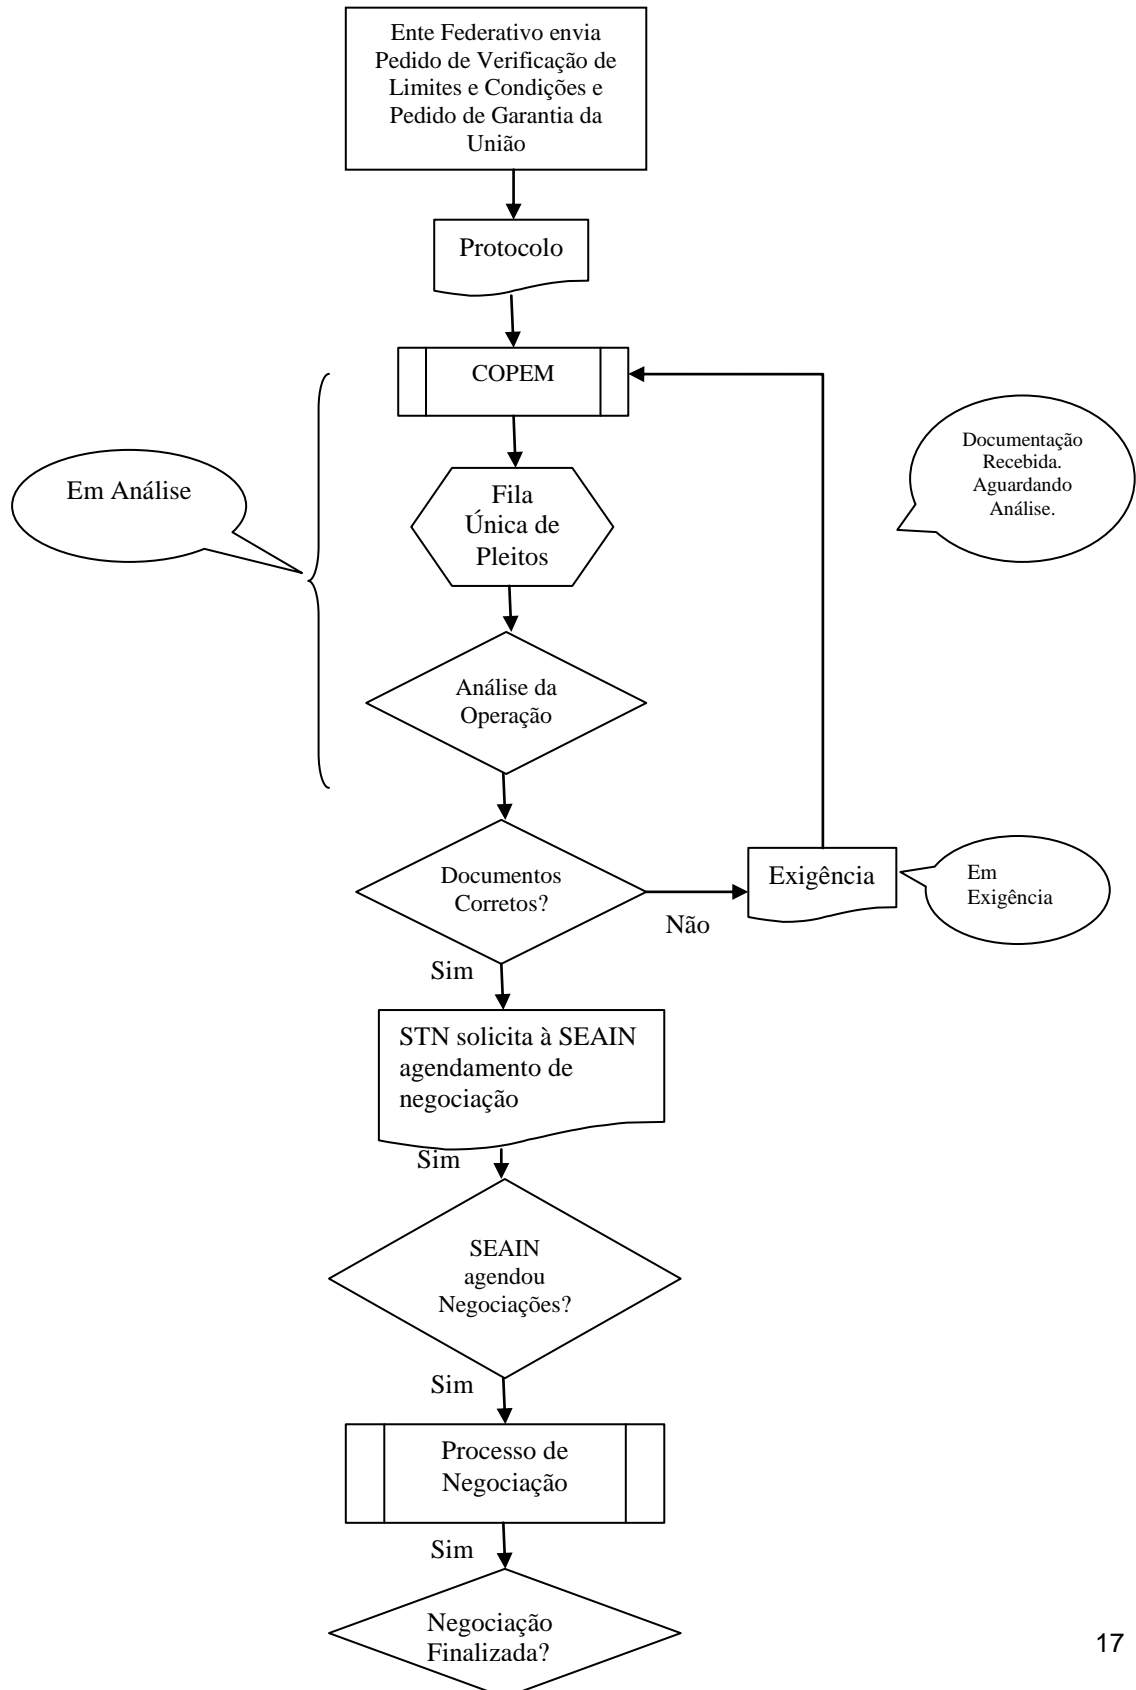 Ente Federativo envia
Pedido de Verificação de
Limites e Condições e
Pedido de Garantia da
União
Protocolo
COPEM
Documentação
Recebida.
Aguardando
Análise.
Em Análise
Fila
Única de
Pleitos
Análise da
Operação
Documentos
Corretos?
Não
Exigência
Em
Exigência
Sim
STN solicita à SEAIN
agendamento de
negociação
Sim
SEAIN
agendou
Negociações?
Sim
Processo de
Negociação
Sim
Negociação
Finalizada?
17